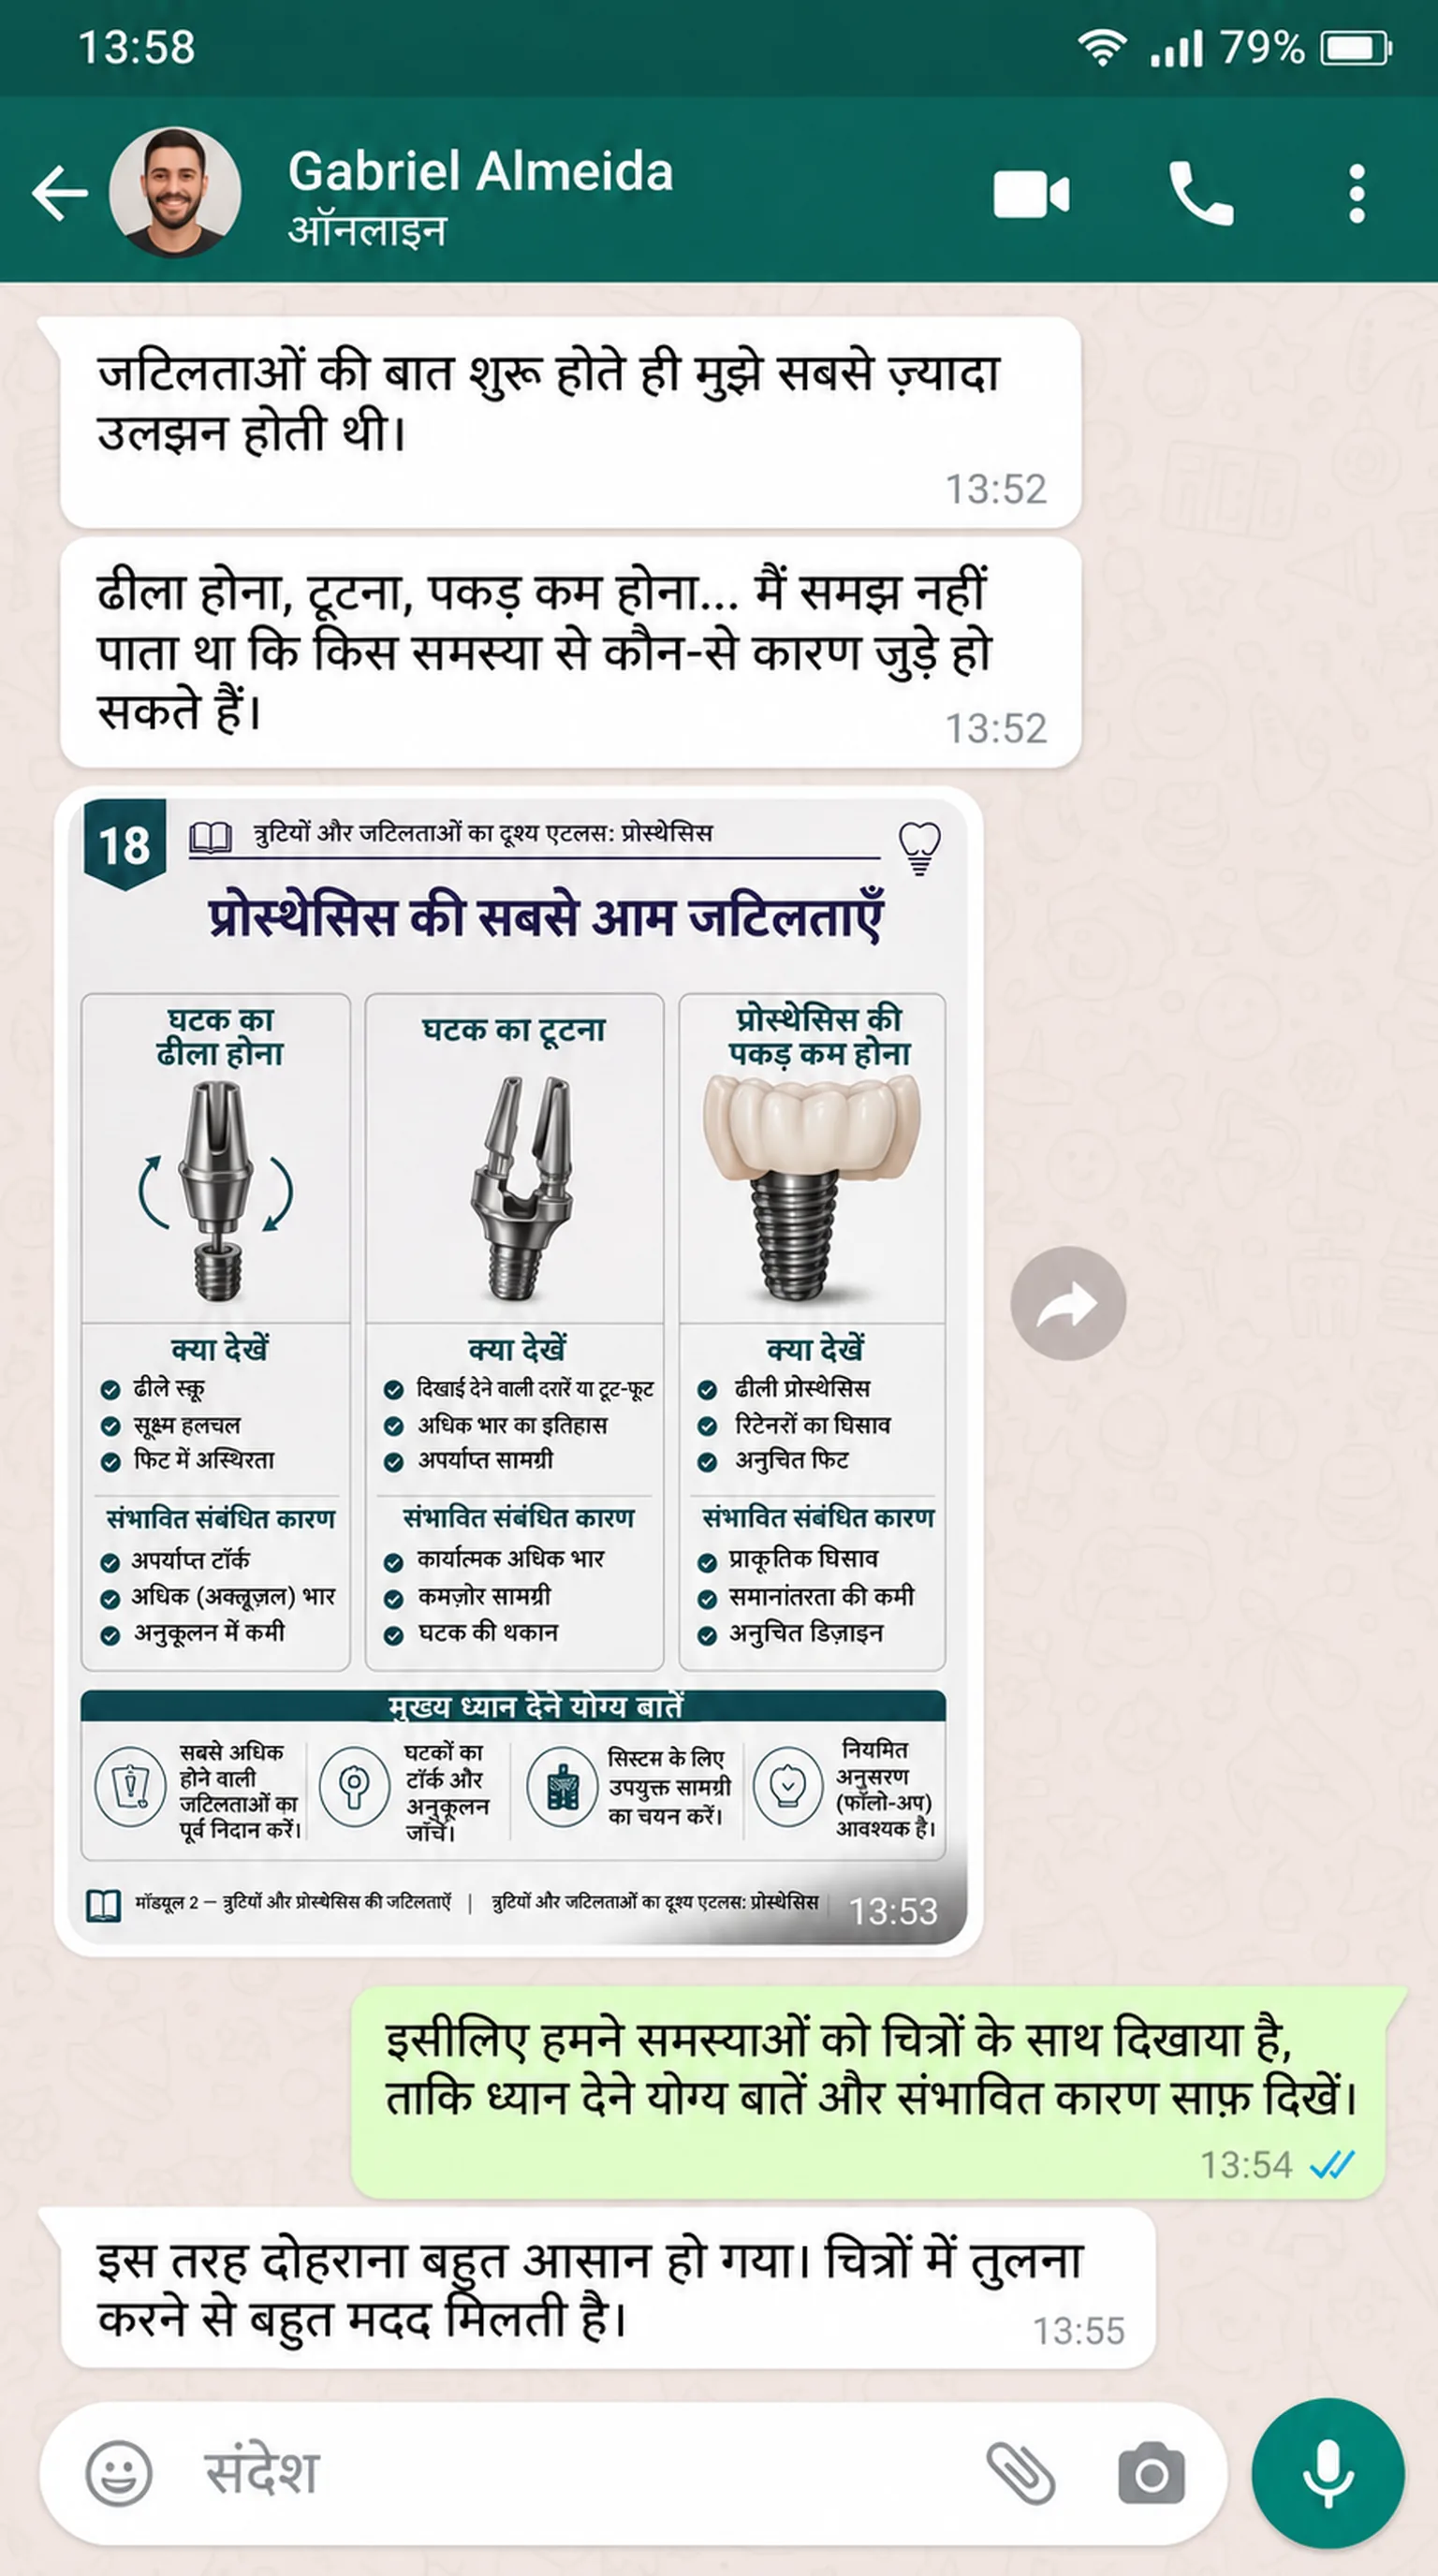 13:58
79%
Gabriel Almeida
ऑनलाइन
जटिलताओं की बात शुरू होते ही मुझे सबसे ज़्यादा
उलझन होती थी।
13:52
ढीला होना, टूटना, पकड़ कम होना... मैं समझ नहीं
पाता था कि किस समस्या से कौन-से कारण जुड़े हो
सकते हैं।
13:52
18
त्रुटियों और जटिलताओं का दृश्य एटलस: प्रोस्थेसिस
प्रोस्थेसिस की सबसे आम जटिलताएँ
घटक का
ढीला होना
क्या देखें
ढीले स्क्रू
सूक्ष्म हलचल
फिट में अस्थिरता
संभावित संबंधित कारण
अपर्याप्त टॉर्क
अधिक (अक्लूज़ल) भार
अनुकूलन में कमी
घटक का टूटना
क्या देखें
दिखाई देने वाली दरारें या टूट-फूट
अधिक भार का इतिहास
अपर्याप्त सामग्री
संभावित संबंधित कारण
कार्यात्मक अधिक भार
कमज़ोर सामग्री
घटक की थकान
प्रोस्थेसिस की
पकड़ कम होना
क्या देखें
ढीली प्रोस्थेसिस
रिटेनरों का घिसाव
अनुचित फिट
संभावित संबंधित कारण
प्राकृतिक घिसाव
समानांतरता की कमी
अनुचित डिज़ाइन
मुख्य ध्यान देने योग्य बातें
सबसे अधिक
होने वाली
जटिलताओं का
पूर्व निदान करें।
घटकों का
टॉर्क और
अनुकूलन
जाँचें।
सिस्टम के लिए
उपयुक्त सामग्री
का चयन करें।
नियमित
अनुसरण
(फॉलो-अप)
आवश्यक है।
मॉडयूल 2 – त्रुटियों और प्रोस्थेसिस की जटिलताएँ | त्रुटियों और जटिलताओं का दृश्य एटलस: प्रोस्थेसिस
13:53
इसीलिए हमने समस्याओं को चित्रों के साथ दिखाया है,
ताकि ध्यान देने योग्य बातें और संभावित कारण साफ़ दिखें।
13:54
इस तरह दोहराना बहुत आसान हो गया। चित्रों में तुलना
करने से बहुत मदद मिलती है।
13:55
संदेश